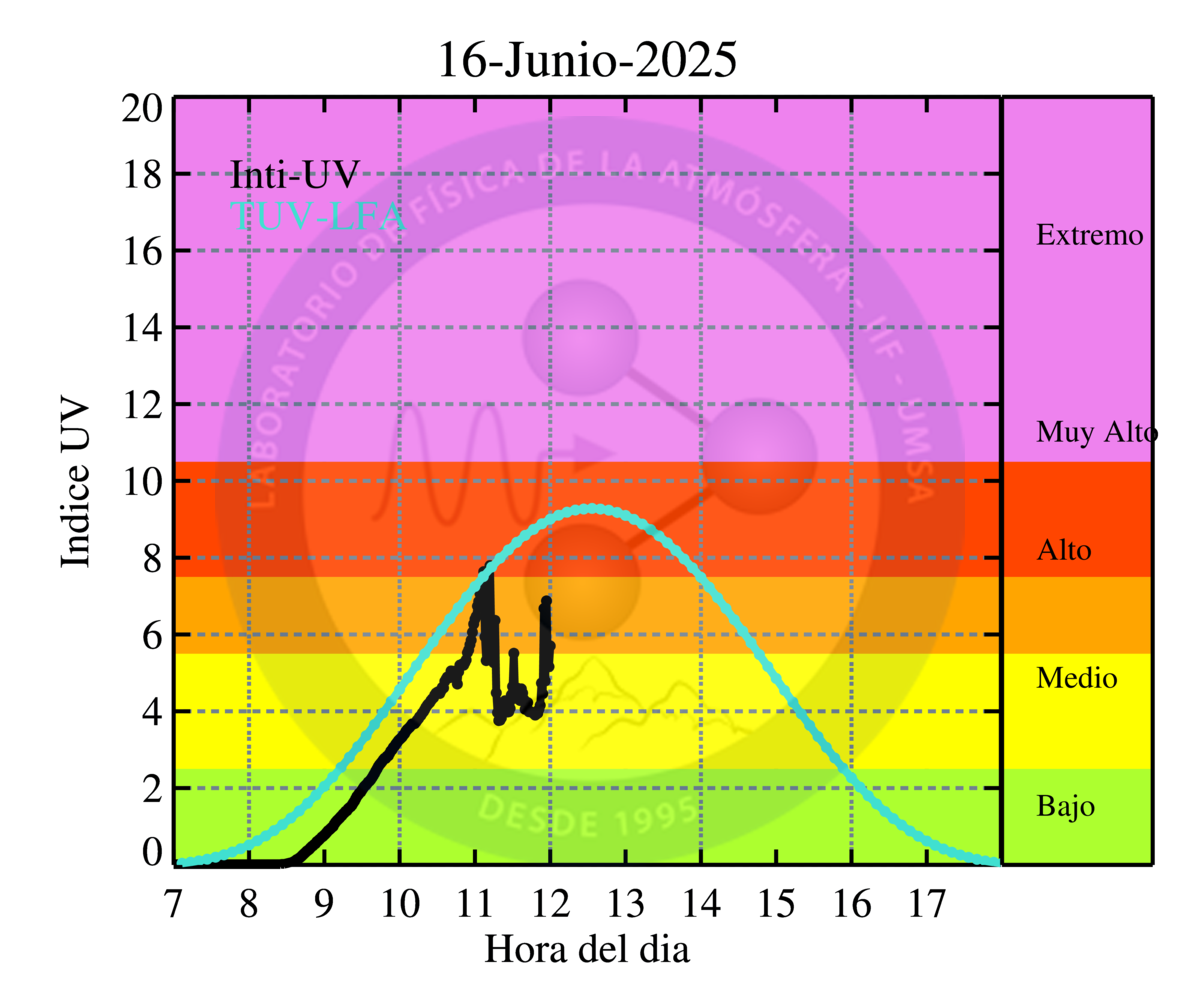 16-Junio-2025
20
18
16
14
12
10
8
6
4
2
0
Indice UV
Inti-UV
TUV-LFA
LABORATORIO DE FÍSICA DE LA ATMÓSFERA - IIF - UMSA
DESDE 1995
Extremo
Muy Alto
Alto
Medio
Bajo
7 8 9 10 11 12 13 14 15 16 17
Hora del dia